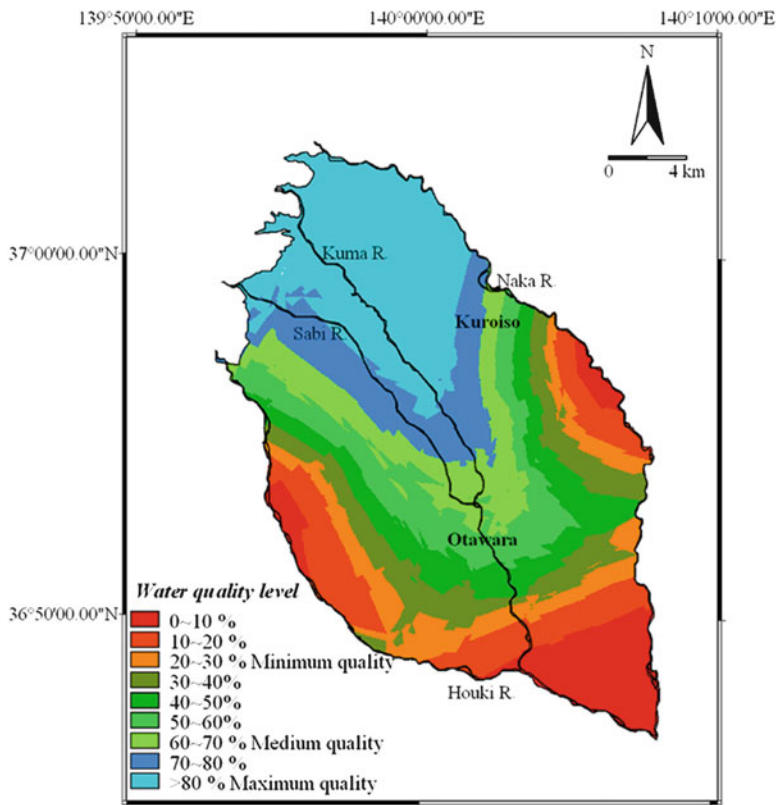 139°50'00.00"E 140°00'00.00"E 140°10'00.00"E
N
0 4 km
37°00'00.00"N
Kuma R.
Naka R.
Kuroiso
Sabi R.
Otawara
Water quality level
36°50'00.00"N
0~10 %
10~20 %
20~30 % Minimum quality
30~40%
40~50%
50~60%
60~70 % Medium quality
70~80 %
>80 % Maximum quality
Houki R.